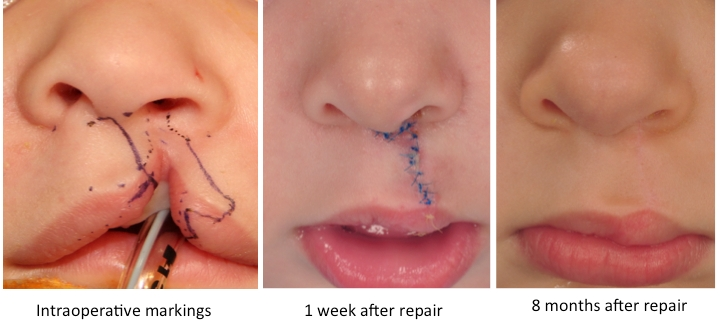 Intraoperative markings
1 week after repair
8 months after repair